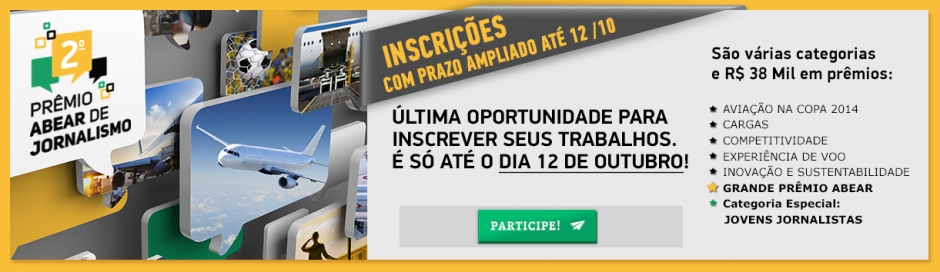 2º
PRÊMIO
ABEAR DE
JORNALISMO
INSCRIÇÕES
COM PRAZO AMPLIADO ATÉ 12 /10
ÚLTIMA OPORTUNIDADE PARA
INSCREVER SEUS TRABALHOS.
É SÓ ATÉ O DIA 12 DE OUTUBRO!
PARTICIPE!
São várias categorias
e R$ 38 Mil em prêmios:
AVIAÇÃO NA COPA 2014
CARGAS
COMPETITIVIDADE
EXPERIÊNCIA DE VOO
INOVAÇÃO E SUSTENTABILIDADE
GRANDE PRÊMIO ABEAR
Categoria Especial:
JOVENS JORNALISTAS